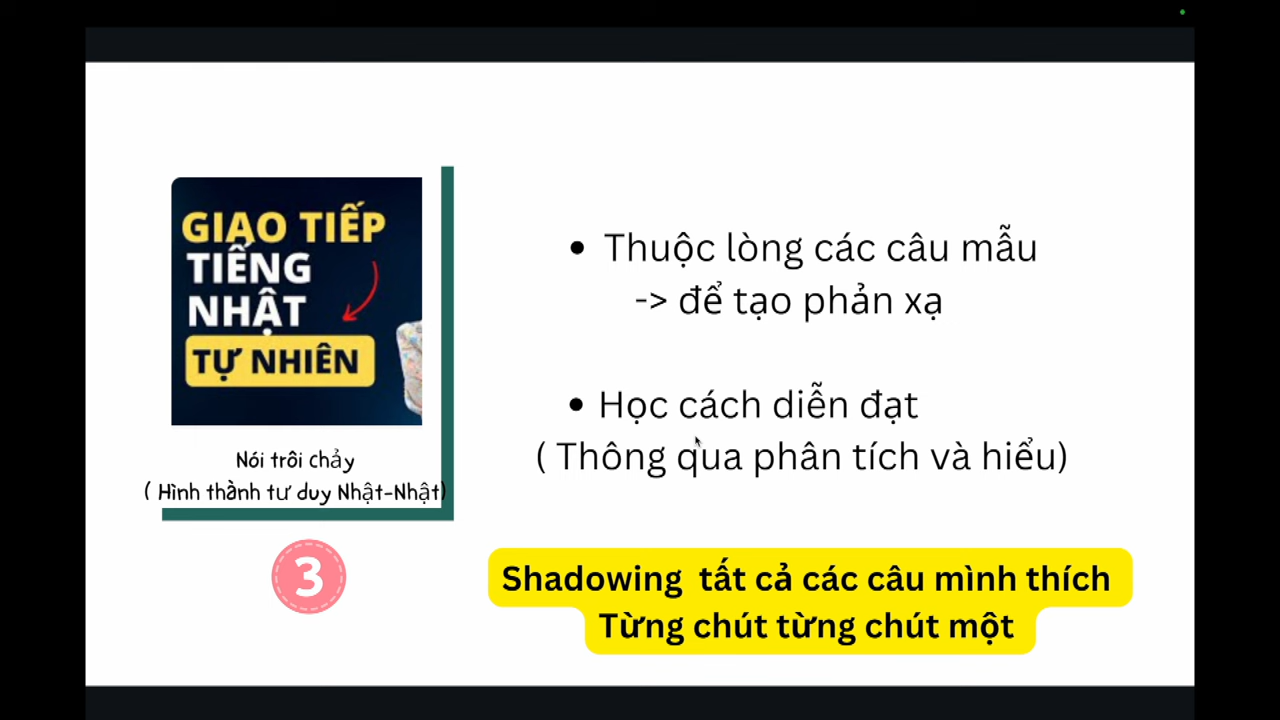 GIAO TIẾP
TIẾNG
NHẬT
TỰ NHIÊN
Nói trôi chảy
( Hình thành tư duy Nhật-Nhật)
3
• Thuộc lòng các câu mẫu
-> để tạo phản xạ
• Học cách diễn đạt
( Thông qua phân tích và hiểu)
Shadowing tất cả các câu mình thích
Từng chút từng chút một